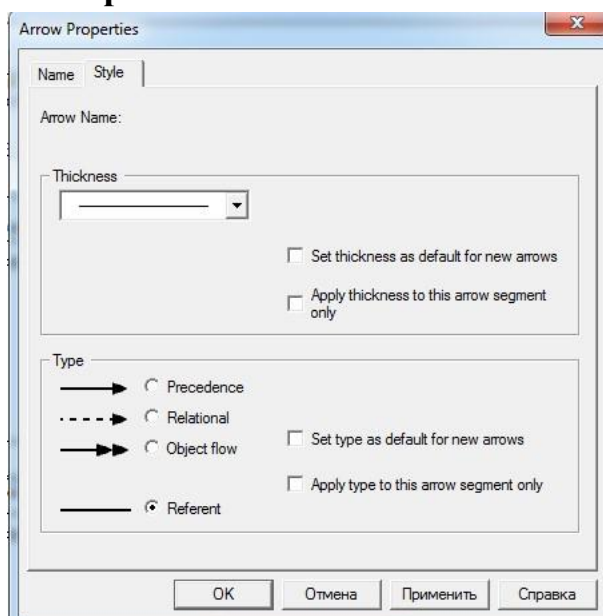 Arrow Properties
Name Style
Arrow Name:
Thickness
Set thickness as default for new arrows
Apply thickness to this arrow segment
only
Type
Precedence
Relational
Object flow
Set type as default for new arrows
Apply type to this arrow segment only
Referent
OK Отмена Применить Справка